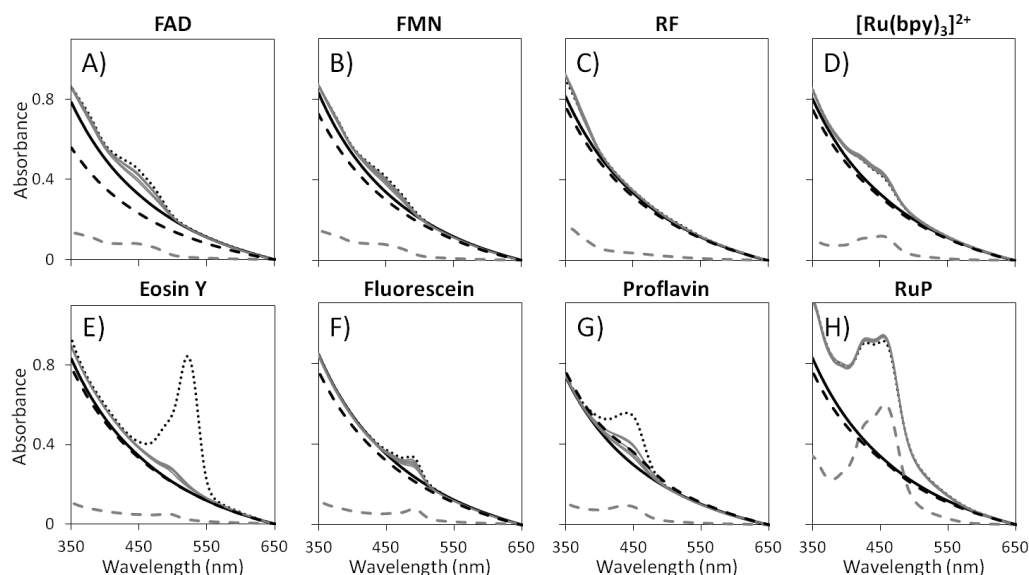 FAD FMN RF [Ru(bpy)₃]²⁺
A) B) C) D)
0.8
Absorbance
0.4
0
Eosin Y Fluorescein Proflavin RuP
E) F) G) H)
0.8
Absorbance
0.4
0
350 450 550 650 350 450 550 650 350 450 550 650 350 450 550 650
Wavelength (nm) Wavelength (nm) Wavelength (nm) Wavelength (nm)